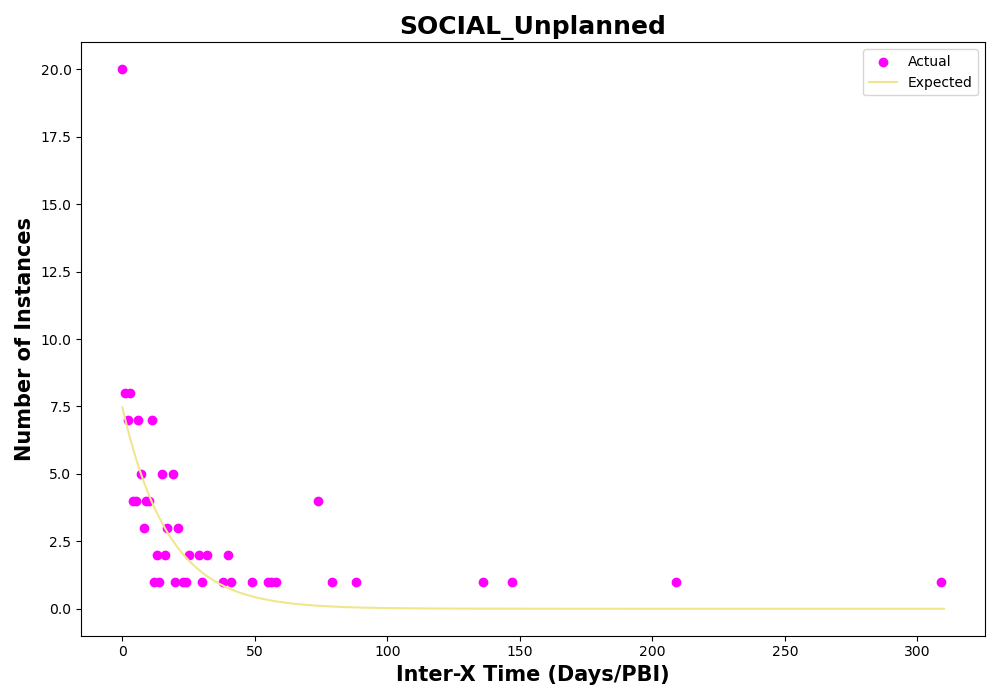 SOCIAL_Unplanned
Actual
Expected
Number of Instances
20.0
17.5
15.0
12.5
10.0
7.5
5.0
2.5
0.0
0 50 100 150 200 250 300
Inter-X Time (Days/PBI)